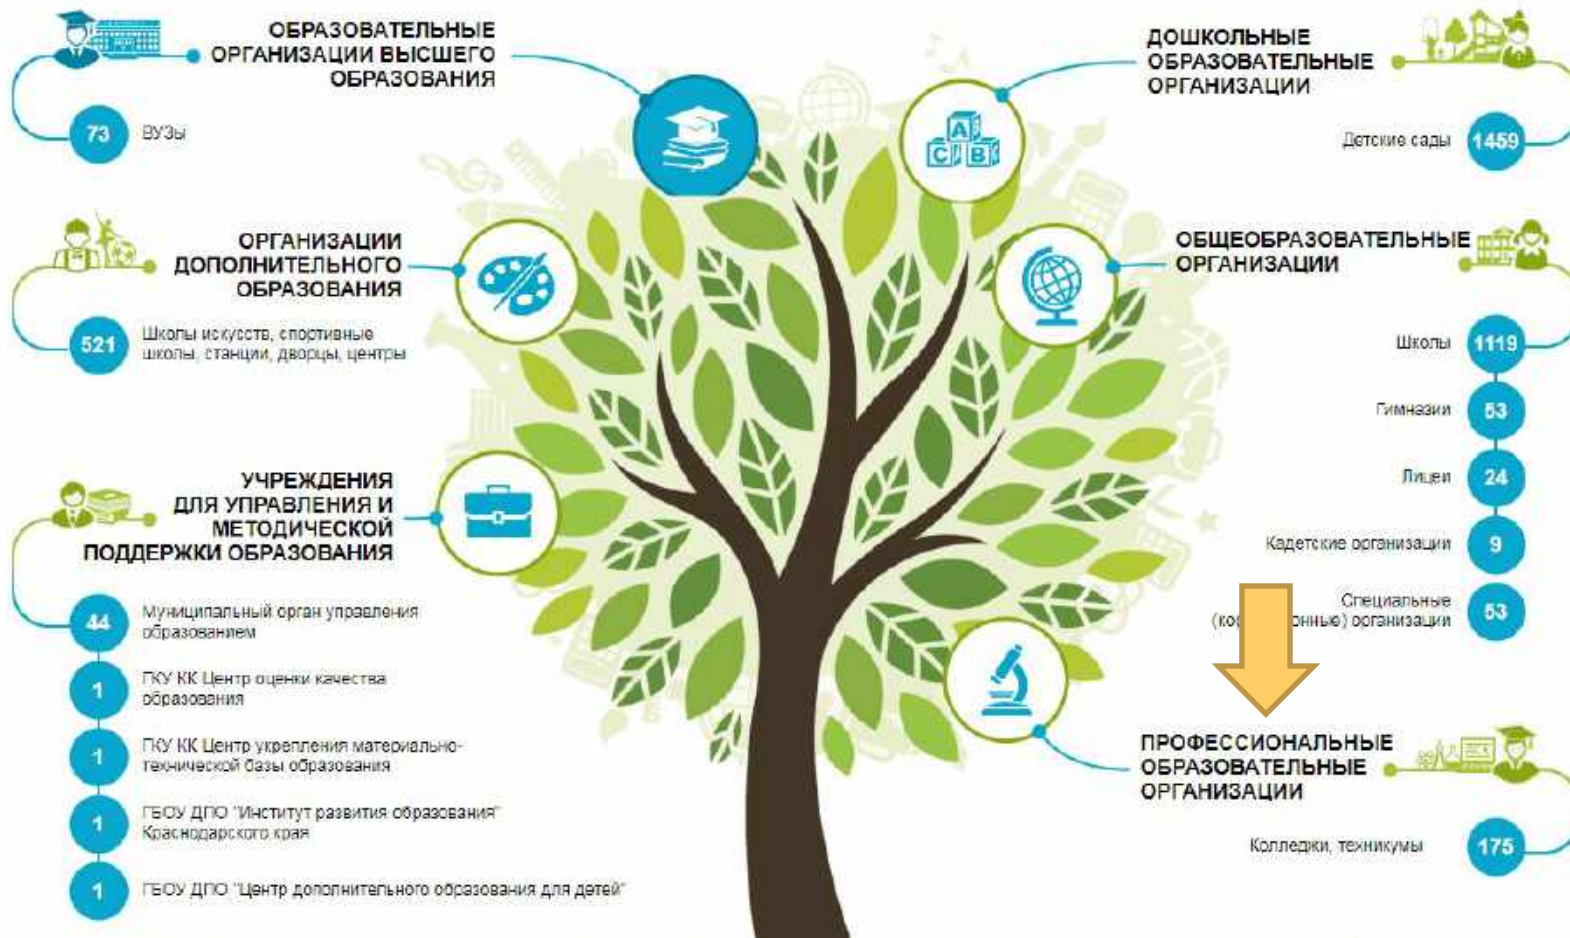 ОБРАЗОВАТЕЛЬНЫЕ
ОРГАНИЗАЦИИ ВЫСШЕГО
ОБРАЗОВАНИЯ
73
ВУЗы
ОРГАНИЗАЦИИ
ДОПОЛНИТЕЛЬНОГО
ОБРАЗОВАНИЯ
521
Школы искусств, спортивные
школы, станции, дворцы, центры
УЧРЕЖДЕНИЯ
ДЛЯ УПРАВЛЕНИЯ И
МЕТОДИЧЕСКОЙ
ПОДДЕРЖКИ ОБРАЗОВАНИЯ
44
Муниципальный орган управления
образованием
1
ГКУ КК Центр оценки качества
образования
1
ГКУ КК Центр укрепления материально-
технической базы образования
1
ГБОУ ДПО "Институт развития образования"
Краснодарского края
1
ГБОУ ДПО "Центр дополнительного образования для детей"
A
C B
ДОШКОЛЬНЫЕ
ОБРАЗОВАТЕЛЬНЫЕ
ОРГАНИЗАЦИИ
Детские сады
1459
ОБЩЕОБРАЗОВАТЕЛЬНЫЕ
ОРГАНИЗАЦИИ
Школы
1119
Гимназии
53
Лицеи
24
Кадетские организации
9
Специальные
организации
53
ПРОФЕССИОНАЛЬНЫЕ
ОБРАЗОВАТЕЛЬНЫЕ
ОРГАНИЗАЦИИ
Колледжи, техникумы
175